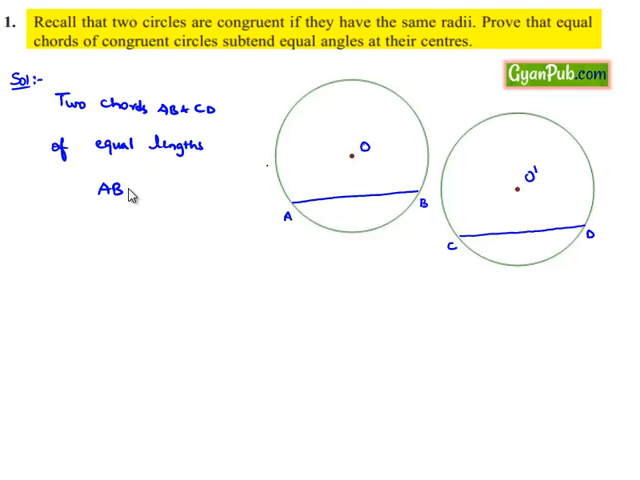 1. Recall that two circles are congruent if they have the same radii. Prove that equal
chords of congruent circles subtend equal angles at their centres.
GyanPub.com
Sol:-
Two chords AB & CD
of equal lengths
AB
O
A
B
O'
C
D